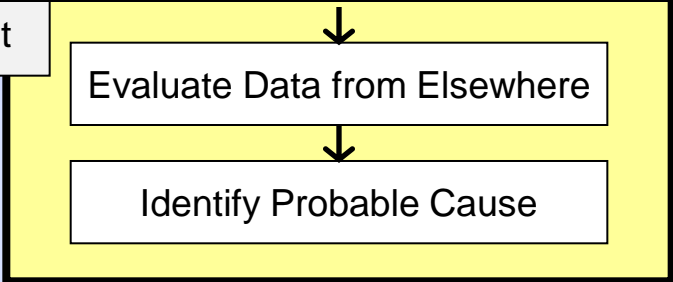 t
Evaluate Data from Elsewhere
Identify Probable Cause